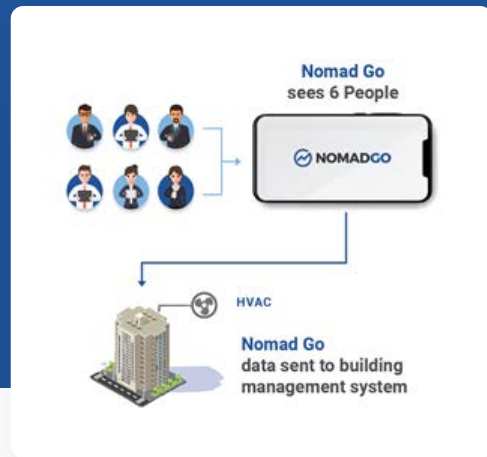 Nomad Go
sees 6 People
NOMADGO
HVAC
Nomad Go
data sent to building
management system